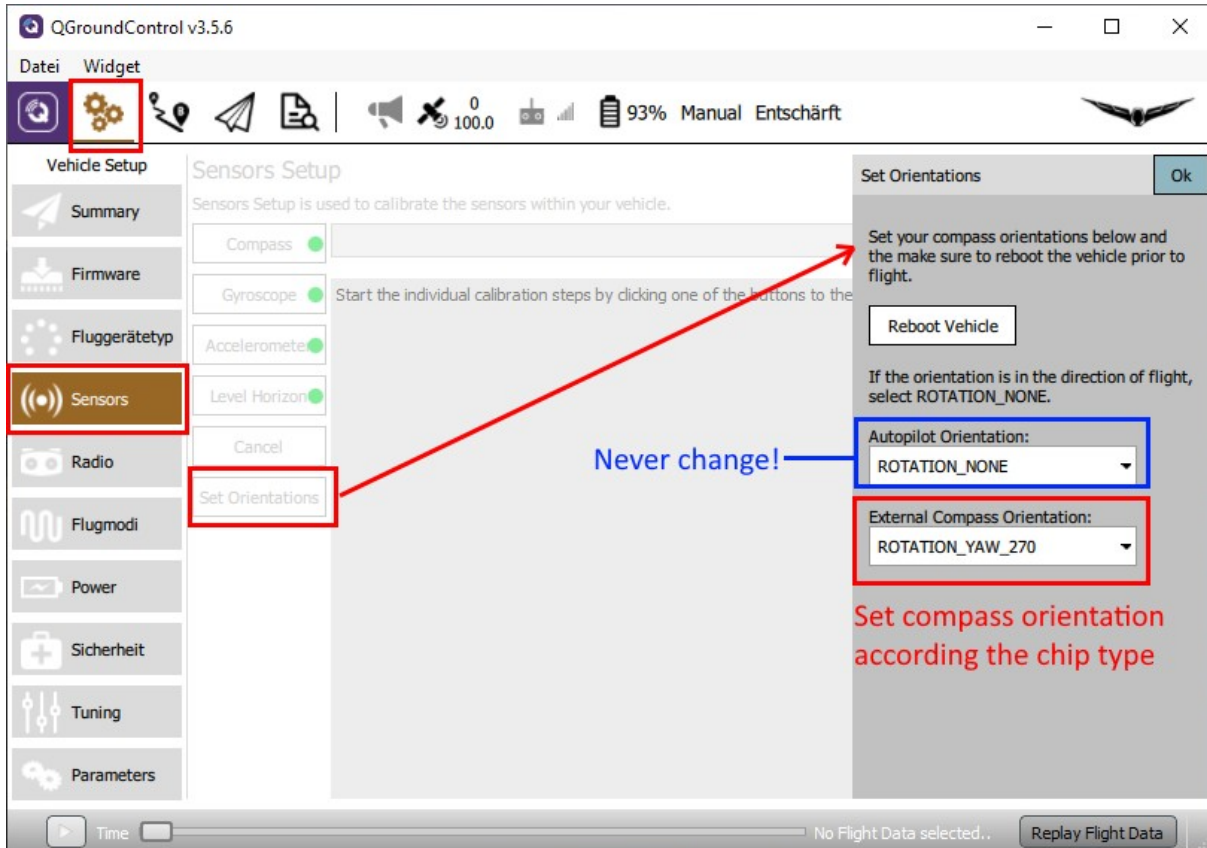 QGroundControl v3.5.6
Datei Widget
0
100.0
93% Manual Entschärft
Vehicle Setup
Summary
Firmware
Fluggerätetyp
Sensors
Radio
Flugmodi
Power
Sicherheit
Tuning
Parameters
Sensors Setup
Sensors Setup is used to calibrate the sensors within your vehicle.
Compass
Gyroscope
Accelerometer
Level Horizon
Cancel
Set Orientations
Start the individual calibration steps by clicking one of the buttons to the
Never change!
Set Orientations
Ok
Set your compass orientations below and
the make sure to reboot the vehicle prior to
flight.
Reboot Vehicle
If the orientation is in the direction of flight,
select ROTATION_NONE.
Autopilot Orientation:
ROTATION_NONE
External Compass Orientation:
ROTATION_YAW_270
Set compass orientation
according the chip type
Time
No Flight Data selected..
Replay Flight Data